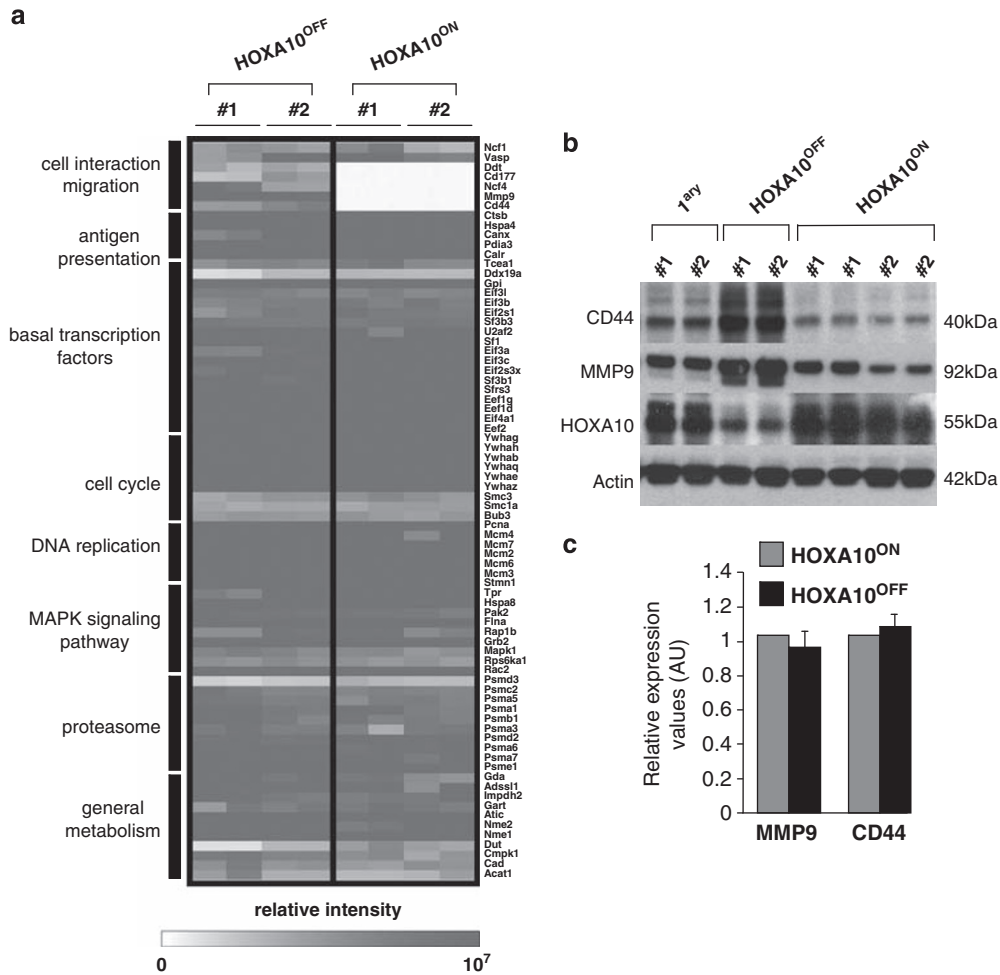 a
HOXA10OFF
HOXA10ON
#1
#2
#1
#2
cell interaction
migration
antigen
presentation
basal transcription
factors
cell cycle
DNA replication
MAPK signaling
pathway
proteasome
general
metabolism
Ncf1
Vasp
Ddt
Cd177
Ncf4
Mmp9
Cd44
Ctsb
Hspa4
Canx
Pdia3
Calr
Tcea1
Ddx19a
Gpi
Eif3l
Eif3b
Eif2s1
Sf3b3
U2af2
Sf1
Eif3a
Eif3c
Eif2s3x
Sf3b1
Sfrs3
Eef1g
Eef1d
Eif4a1
Eef2
Ywhag
Ywhah
Ywhab
Ywhaq
Ywhae
Ywhaz
Smc3
Smc1a
Bub3
Pcna
Mcm4
Mcm7
Mcm2
Mcm6
Mcm3
Stmn1
Tpr
Hspa8
Pak2
Flna
Rap1b
Grb2
Mapk1
Rps6ka1
Rac2
Psmd3
Psmc2
Psma5
Psma1
Psmb1
Psma3
Psmd2
Psma6
Psma7
Psme1
Gda
Adssl1
Impdh2
Gart
Atic
Nme2
Nme1
Dut
Cmpk1
Cad
Acat1
relative intensity
0
10⁷
b
1ary
HOXA10OFF
HOXA10ON
#1
#2
#1
#2
#1
#1
#2
#2
CD44
40kDa
MMP9
92kDa
HOXA10
55kDa
Actin
42kDa
c
HOXA10ON
HOXA10OFF
Relative expression
values (AU)
1.4
1.2
1
0.8
0.6
0.4
0.2
0
MMP9
CD44